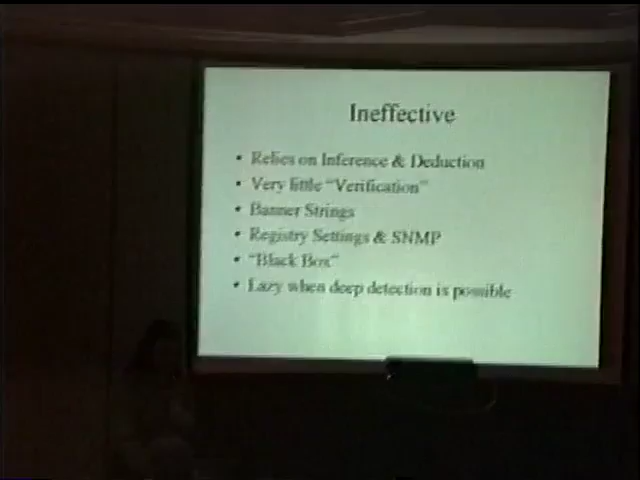 Ineffective
• Relies on Inference & Deduction
• Very little "Verification"
• Banner Strings
• Registry Settings & SNMP
• "Black Box"
• Lazy when deep detection is possible